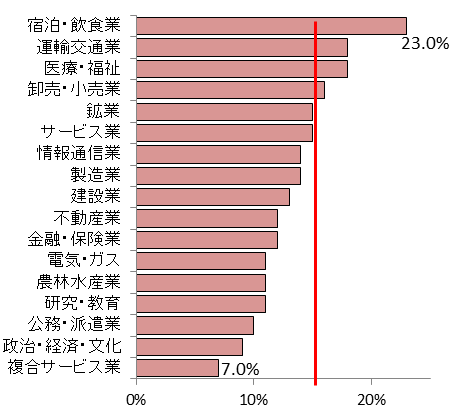 宿泊・飲食業
23.0%
運輸交通業
医療・福祉
卸売・小売業
鉱業
サービス業
情報通信業
製造業
建設業
不動産業
金融・保険業
電気・ガス
農林水産業
研究・教育
公務・派遣業
政治・経済・文化
複合サービス業
7.0%
0%
10%
20%